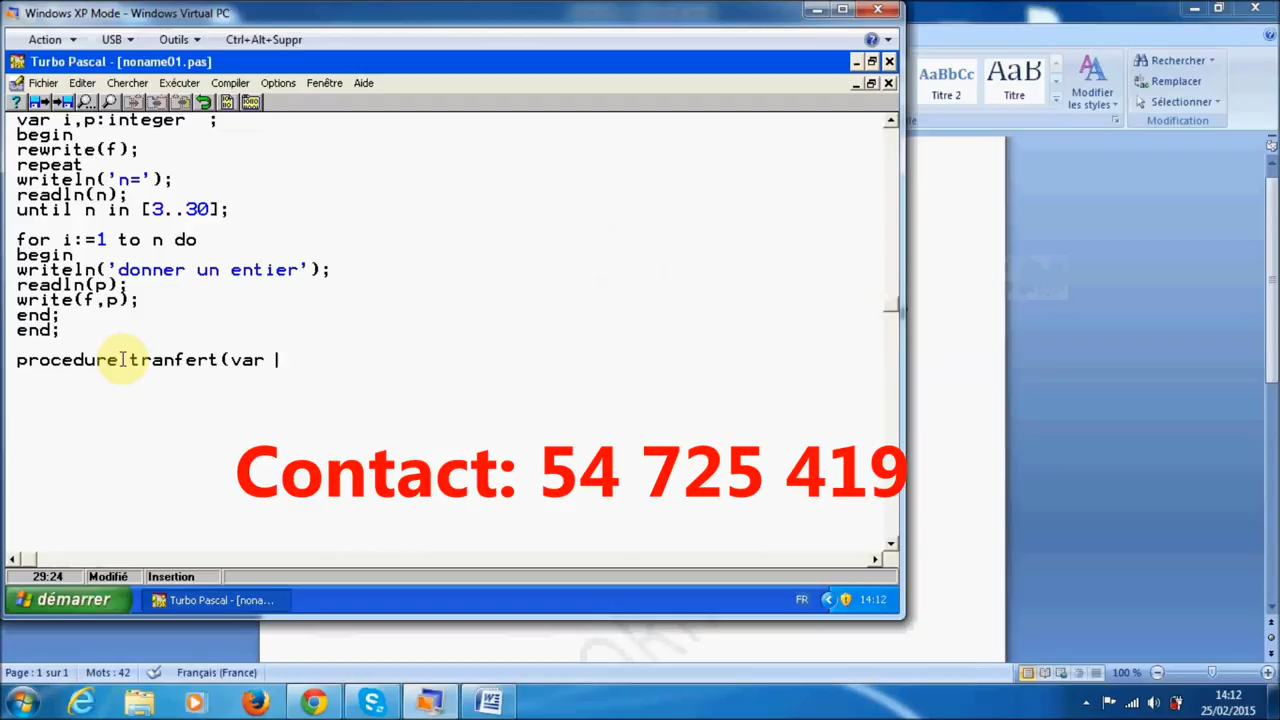 Windows XP Mode - Windows Virtual PC
Action USB Outils Ctrl+Alt+Suppr
Turbo Pascal - [noname01.pas]
Fichier Editer Chercher Exécuter Compiler Options Fenêtre Aide
var i,p:integer ;
begin
rewrite(f);
repeat
writeln('n=');
readln(n);
until n in [3..30];
for i:=1 to n do
begin
writeln('donner un entier');
readln(p);
write(f,p);
end;
end;
procedure tranfert(var
Contact: 54 725 419
29:24 Modifié Insertion
démarrer Turbo Pascal - [nona... FR 14:12
AaBbCc AaB
Titre 2 Titre
Modifier les styles
Rechercher
Remplacer
Sélectionner
Modification
Page : 1 sur 1 Mots : 42 Français (France) 100 %
14:12
25/02/2015